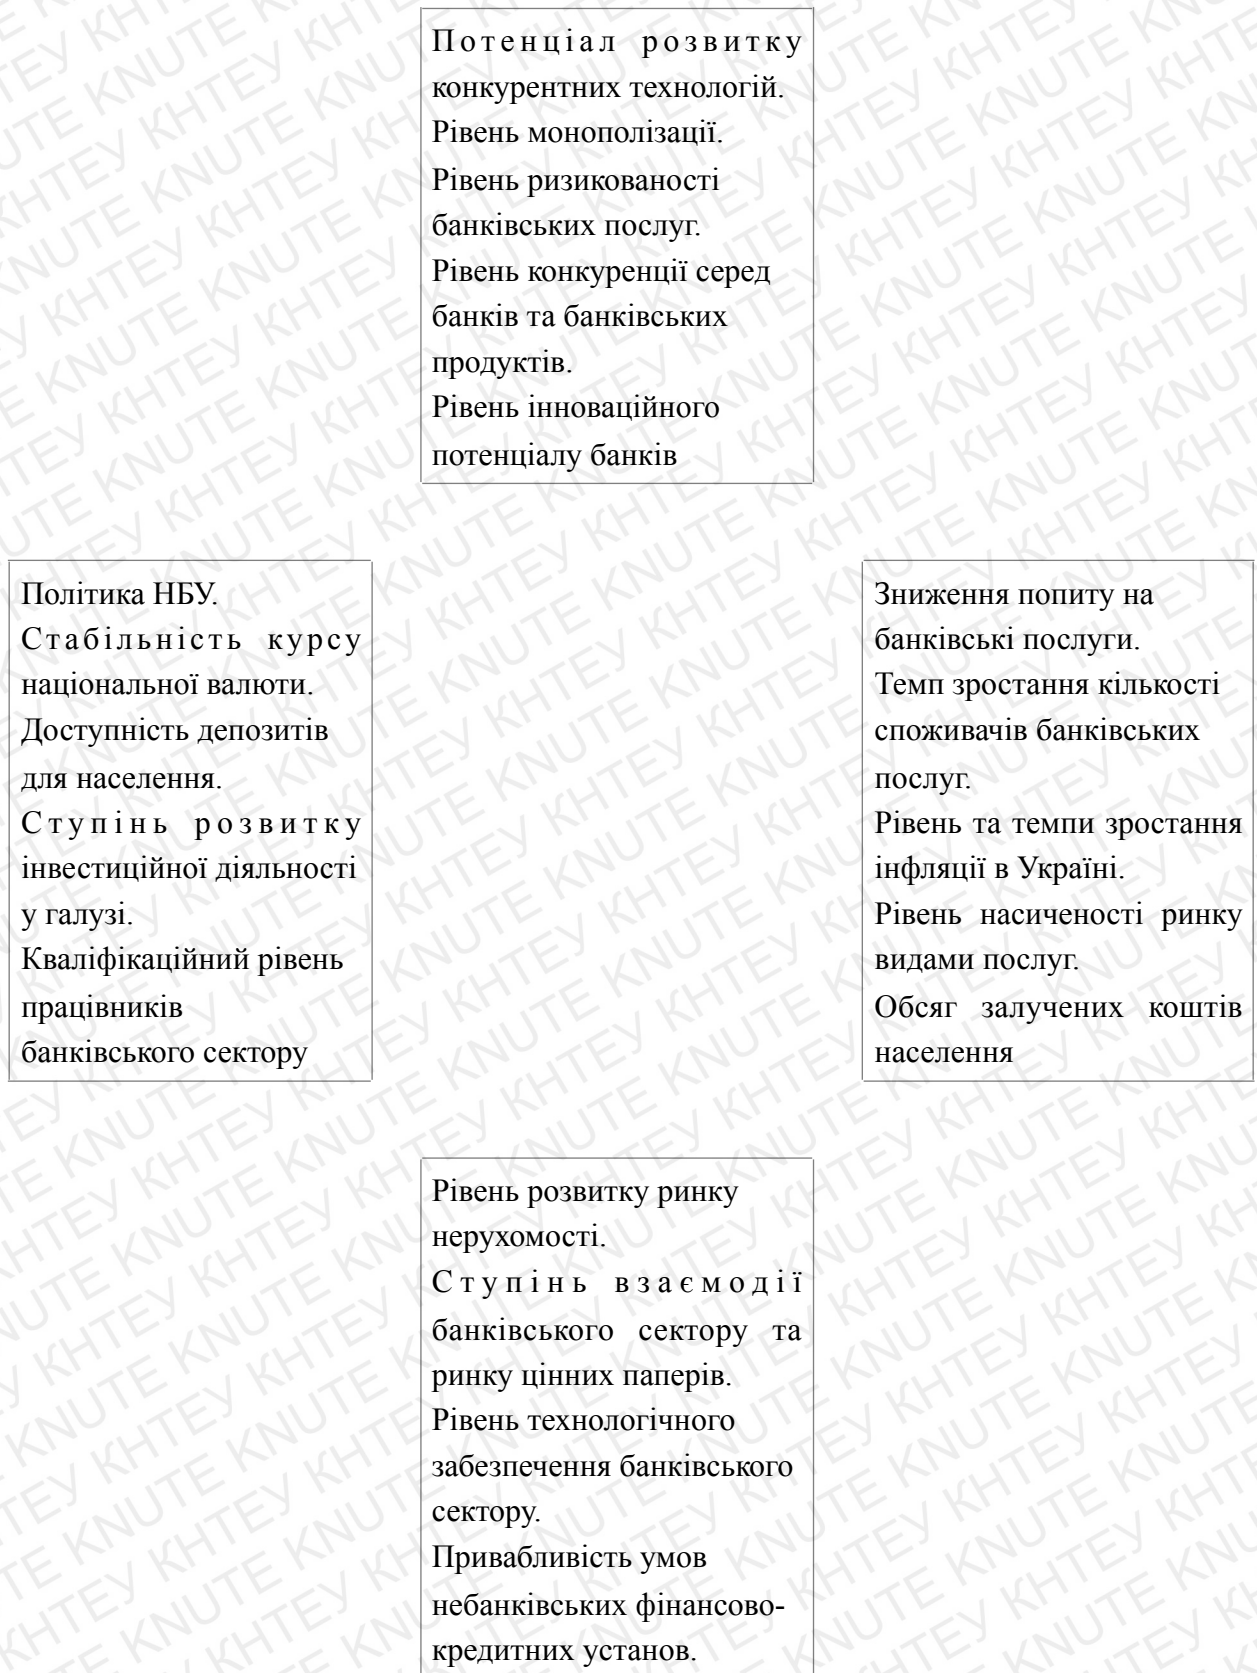 Потенціал розвитку
конкурентних технологій.
Рівень монополізації.
Рівень ризикованості
банківських послуг.
Рівень конкуренції серед
банків та банківських
продуктів.
Рівень інноваційного
потенціалу банків
Політика НБУ.
Стабільність курсу
національної валюти.
Доступність депозитів
для населення.
Ступінь розвитку
інвестиційної діяльності
у галузі.
Кваліфікаційний рівень
працівників
банківського сектору
Зниження попиту на
банківські послуги.
Темп зростання кількості
споживачів банківських
послуг.
Рівень та темпи зростання
інфляції в Україні.
Рівень насиченості ринку
видами послуг.
Обсяг залучених коштів
населення
Рівень розвитку ринку
нерухомості.
Ступінь взаємодії
банківського сектору та
ринку цінних паперів.
Рівень технологічного
забезпечення банківського
сектору.
Привабливість умов
небанківських фінансово-
кредитних установ.